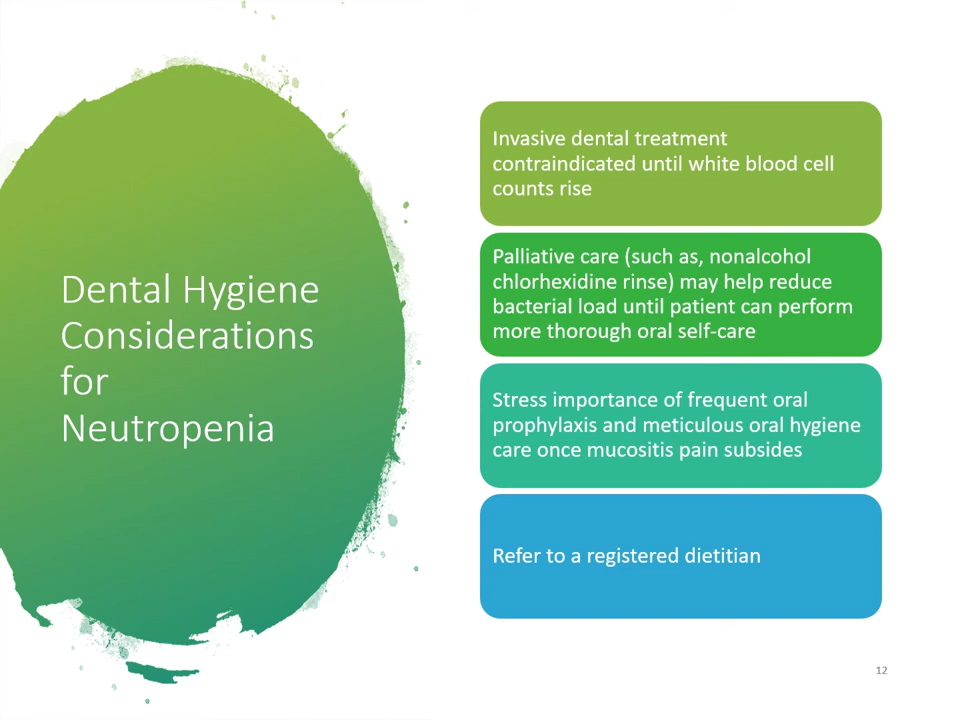 Dental Hygiene
Considerations
for
Neutropenia
Invasive dental treatment
contraindicated until white blood cell
counts rise
Palliative care (such as, nonalcohol
chlorhexidine rinse) may help reduce
bacterial load until patient can perform
more thorough oral self-care
Stress importance of frequent oral
prophylaxis and meticulous oral hygiene
care once mucositis pain subsides
Refer to a registered dietitian
12